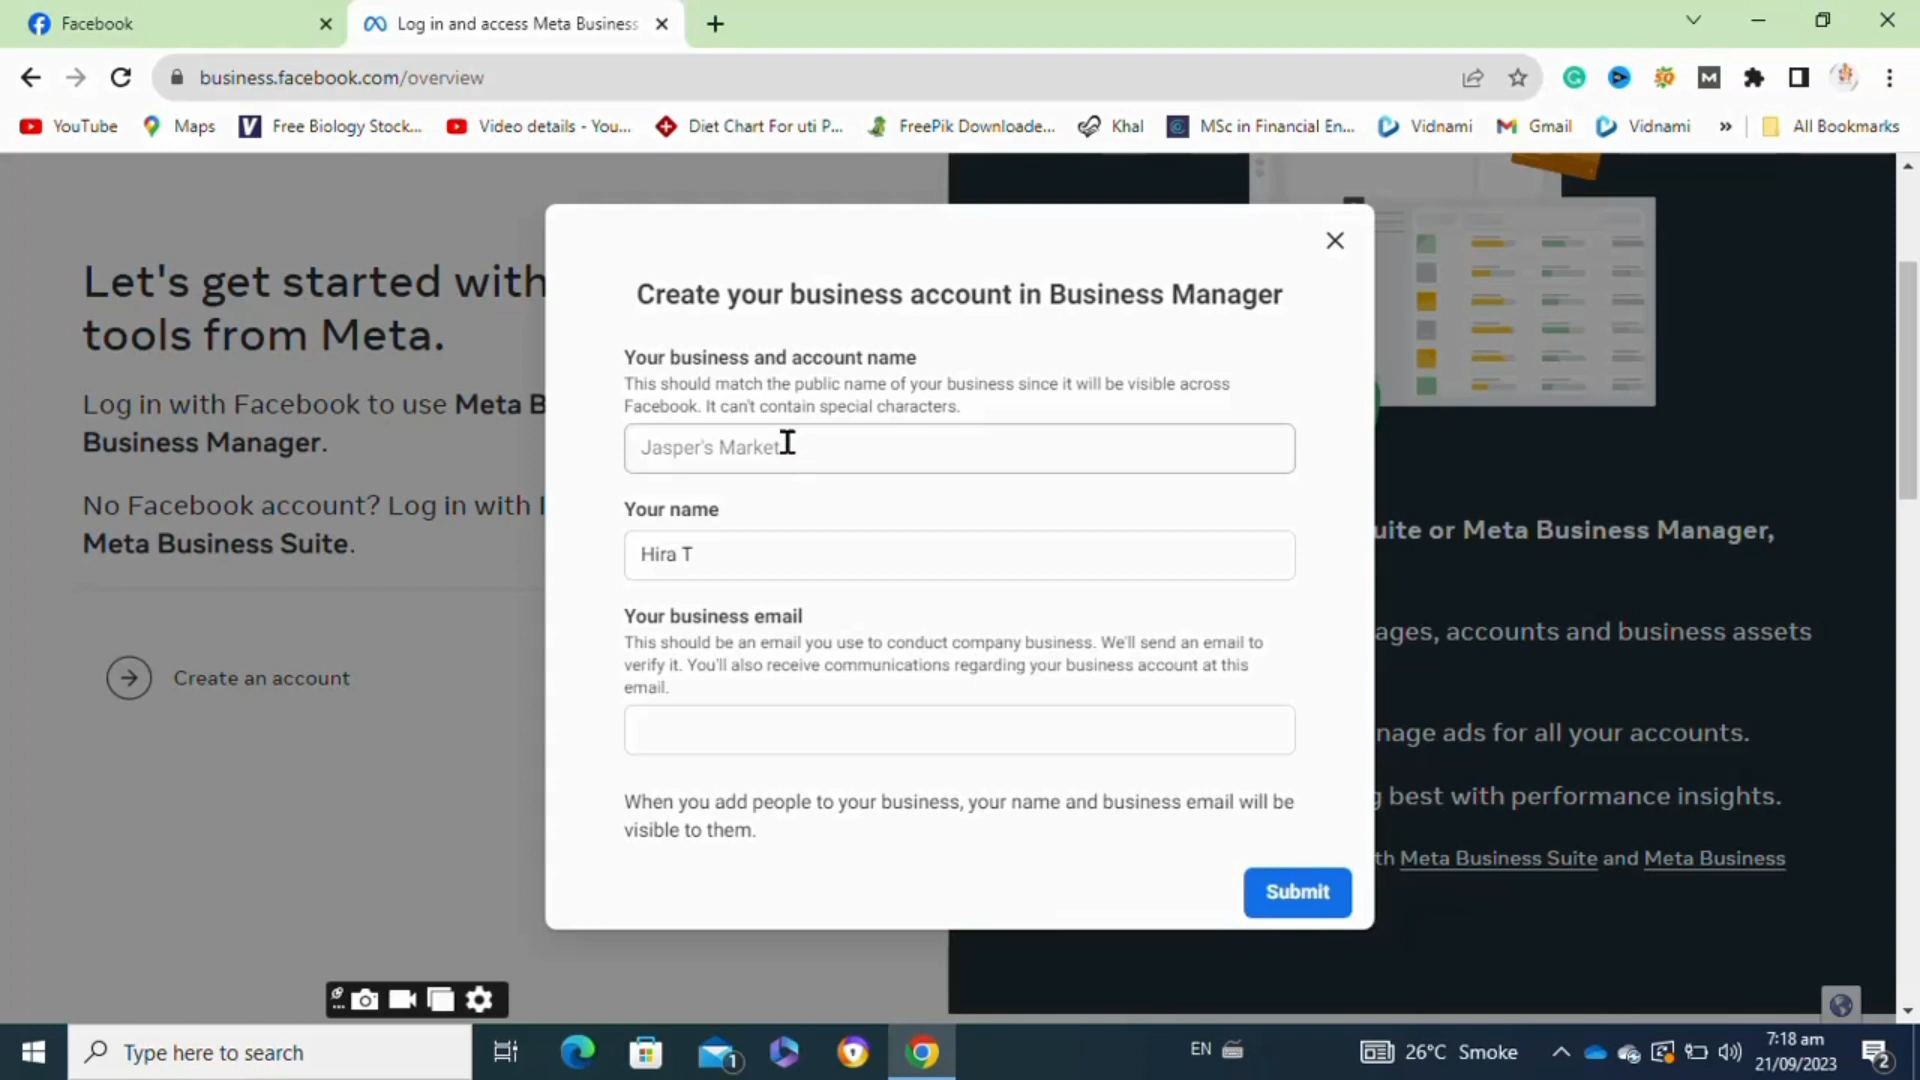 Facebook
Log in and access Meta Business
business.facebook.com/overview
YouTube
Maps
Free Biology Stock...
Video details - You...
Diet Chart For uti P...
FreePik Downloade...
Khal
MSc in Financial En...
Vidnami
Gmail
Vidnami
»
All Bookmarks
Let's get started with
tools from Meta.
Log in with Facebook to use Meta B
Business Manager.
No Facebook account? Log in with I
Meta Business Suite.
Create an account
Create your business account in Business Manager
Your business and account name
This should match the public name of your business since it will be visible across
Facebook. It can't contain special characters.
Jasper's Market
Your name
Hira T
Your business email
This should be an email you use to conduct company business. We'll send an email to
verify it. You'll also receive communications regarding your business account at this
email.
When you add people to your business, your name and business email will be
visible to them.
Submit
uite or Meta Business Manager,
ages, accounts and business assets
nage ads for all your accounts.
g best with performance insights.
th Meta Business Suite and Meta Business
Type here to search
1
EN
26°C Smoke
7:18 am
21/09/2023
2